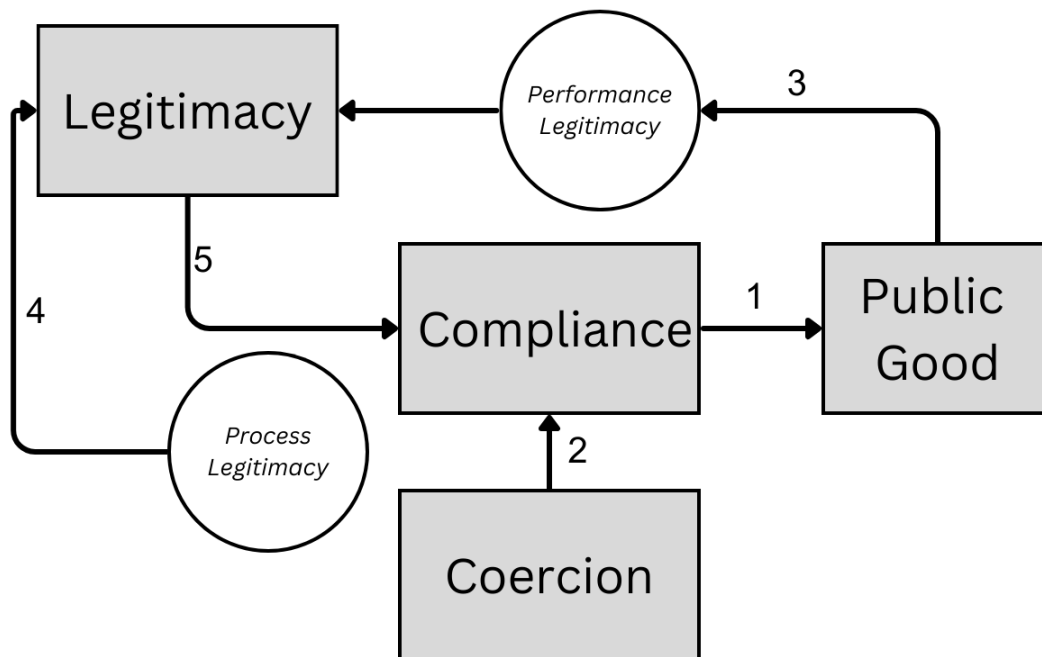 Legitimacy
Performance
Legitimacy
3
4
5
Compliance
1
Public
Good
Process
Legitimacy
2
Coercion